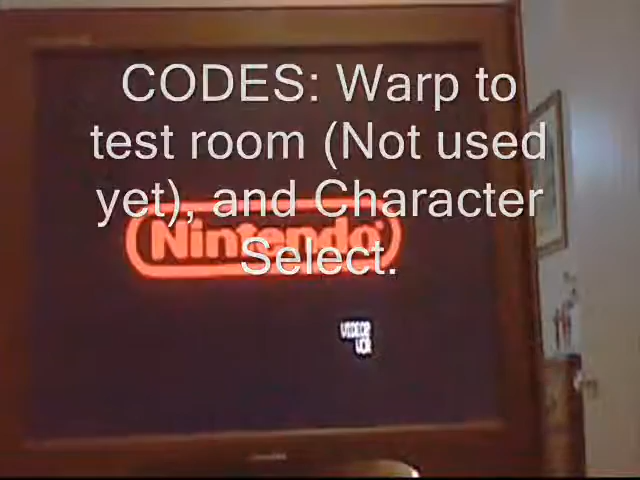 CODES: Warp to
test room (Not used
yet), and Character
Nintendo
Select.